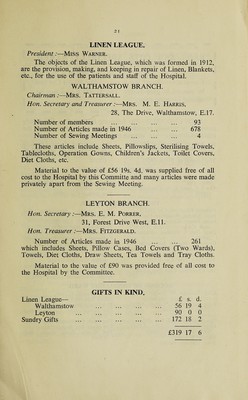 21
LINEN LEAGUE,
President :—Miss Warner.
The objects of the Linen League, which was formed in 1912,
are the provision, making, and keeping in repair of Linen, Blankets,
etc., for the use of the patients and staff of the Hospital.
WALTHAMSTOW BRANCH.
Chairman :—Mrs. Tattersall.
Hon. Secretary and Treasurer :—Mrs. M. E. Harris,
28, The Drive, Walthamstow, E.17.
Number of members ... ... ... ... 93
Number of Articles made in 1946 ... ... 678
Number of Sewing Meetings ... ... ... 4
These articles include Sheets, Pillowslips, Sterilising Towels,
Tablecloths, Operation Gowns, Children's Jackets, Toilet Covers,
Diet Cloths, etc.
Material to the value of £56 19s. 4d. was supplied free of all
cost to the Hospital by this Committe and many articles were made
privately apart from the Sewing Meeting.
LEYTON BRANCH.
Hon. Secretary :—Mrs. E. M. Porrer,
31, Forest Drive West, E.11.
Hon. Treasurer :—Mrs. Fitzgerald.
Number of Articles made in 1946 ... ... 261
which includes Sheets, Pillow Cases, Bed Covers (Two Wards),
Towels, Diet Cloths, Draw Sheets, Tea Towels and Tray Cloths.
Material to the value of £90 was provided free of all cost to
the Hospital by the Committee.
GIFTS IN KIND,
Linen League— £ s. d.
Walthamstow ... ... ... ... 56 19 4
Leyton ... ... ... ... ... 90 0 0
Sundry Gifts ... ... ... ... ... 172 18 2
£319 17 6